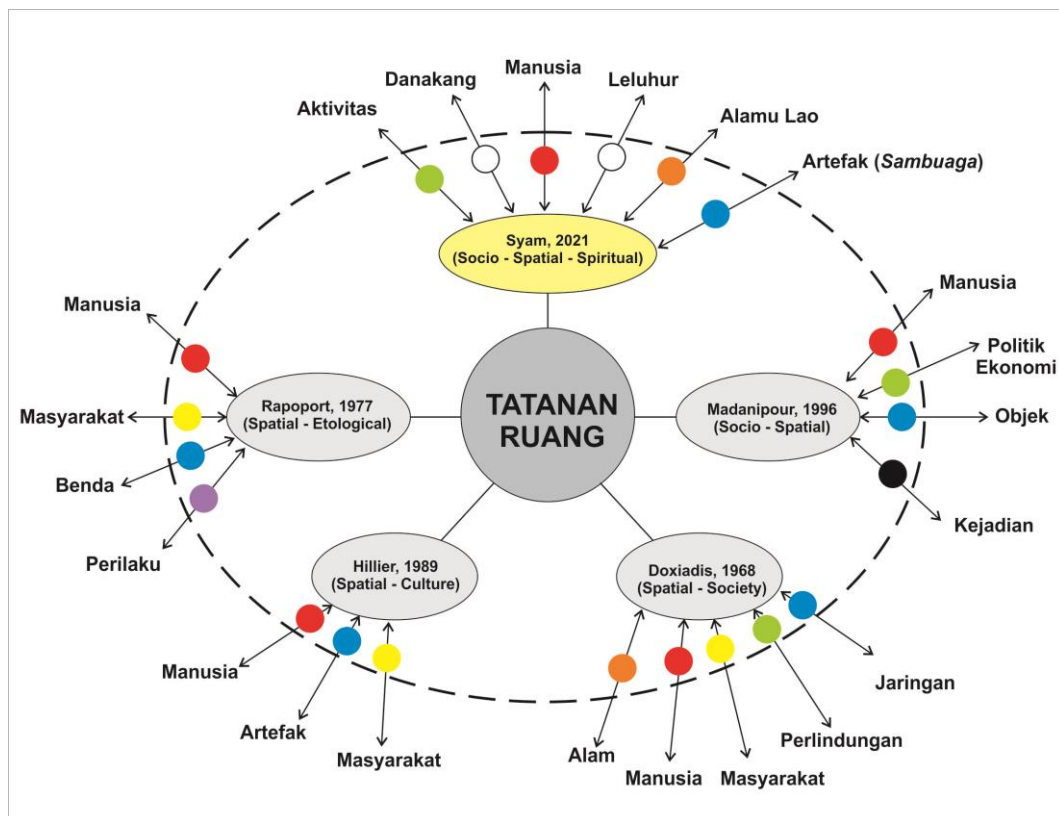 Manusia
Danakang
Leluhur
Aktivitas
Alamu Lao
Artefak (Sambuaga)
Syam, 2021
(Socio - Spatial - Spiritual)
Manusia
Masyarakat
Benda
Perilaku
Rapoport, 1977
(Spatial - Etological)
TATANAN
RUANG
Madanipour, 1996
(Socio - Spatial)
Manusia
Politik
Ekonomi
Objek
Kejadian
Hillier, 1989
(Spatial - Culture)
Manusia
Artefak
Masyarakat
Doxiadis, 1968
(Spatial - Society)
Alam
Manusia
Masyarakat
Perlindungan
Jaringan